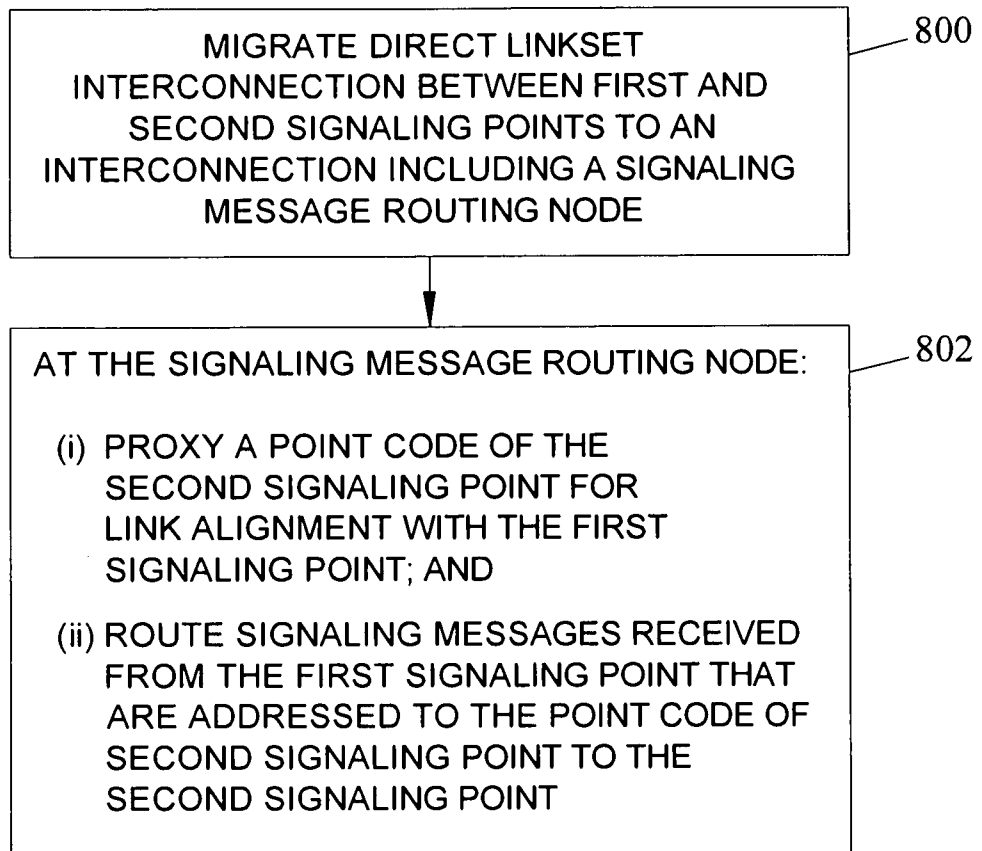 MIGRATE DIRECT LINKSET
INTERCONNECTION BETWEEN FIRST AND
SECOND SIGNALING POINTS TO AN
INTERCONNECTION INCLUDING A SIGNALING
MESSAGE ROUTING NODE
800
AT THE SIGNALING MESSAGE ROUTING NODE:
802
(i) PROXY A POINT CODE OF THE
SECOND SIGNALING POINT FOR
LINK ALIGNMENT WITH THE FIRST
SIGNALING POINT; AND
(ii) ROUTE SIGNALING MESSAGES RECEIVED
FROM THE FIRST SIGNALING POINT THAT
ARE ADDRESSED TO THE POINT CODE OF
SECOND SIGNALING POINT TO THE
SECOND SIGNALING POINT